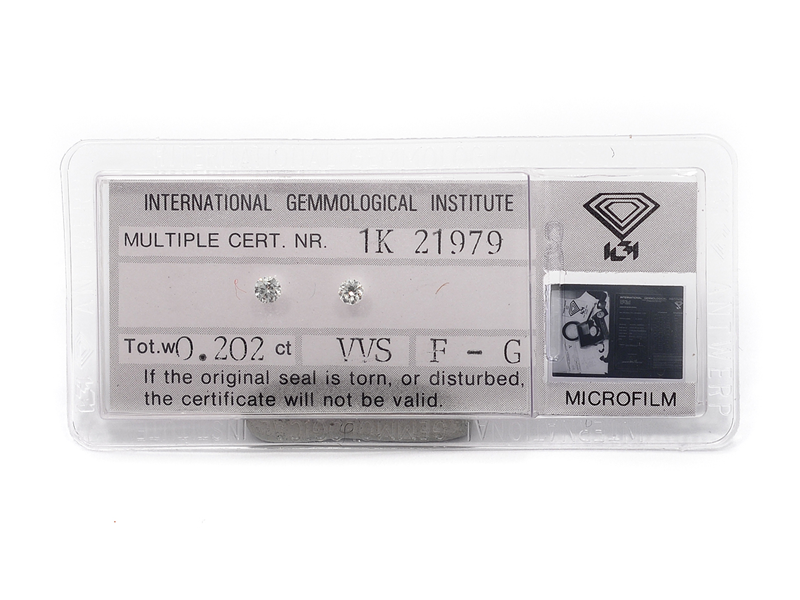 INTERNATIONAL GEMMOLOGICAL INSTITUTE
MULTIPLE CERT. NR. 1K 21979
Tot.w 0.202 ct VVS F - G
If the original seal is torn, or disturbed,
the certificate will not be valid.
MICROFILM